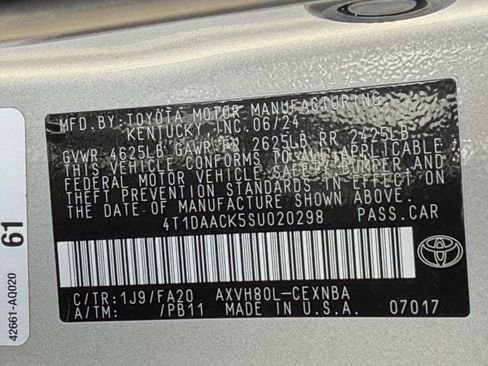 MFD.BY:TOYOTA MOTOR MANUFACTURING
KENTUCKY, INC. 06/24
GVWR 4625LB GAWR FR 2625LB RR 2425LB
THIS VEHICLE CONFORMS TO ALL APPLICABLE
FEDERAL MOTOR VEHICLE SAFETY, BUMPER AND
THEFT PREVENTION STANDARDS IN EFFECT ON
THE DATE OF MANUFACTURE SHOWN ABOVE.
4T1DAACK5SU020298 PASS.CAR
C/TR:1J9/FA20 AXVH80L-CEXNBA
A/TM: /PB11 MADE IN U.S.A. 07017
TOYOTA
61
42661-A0020